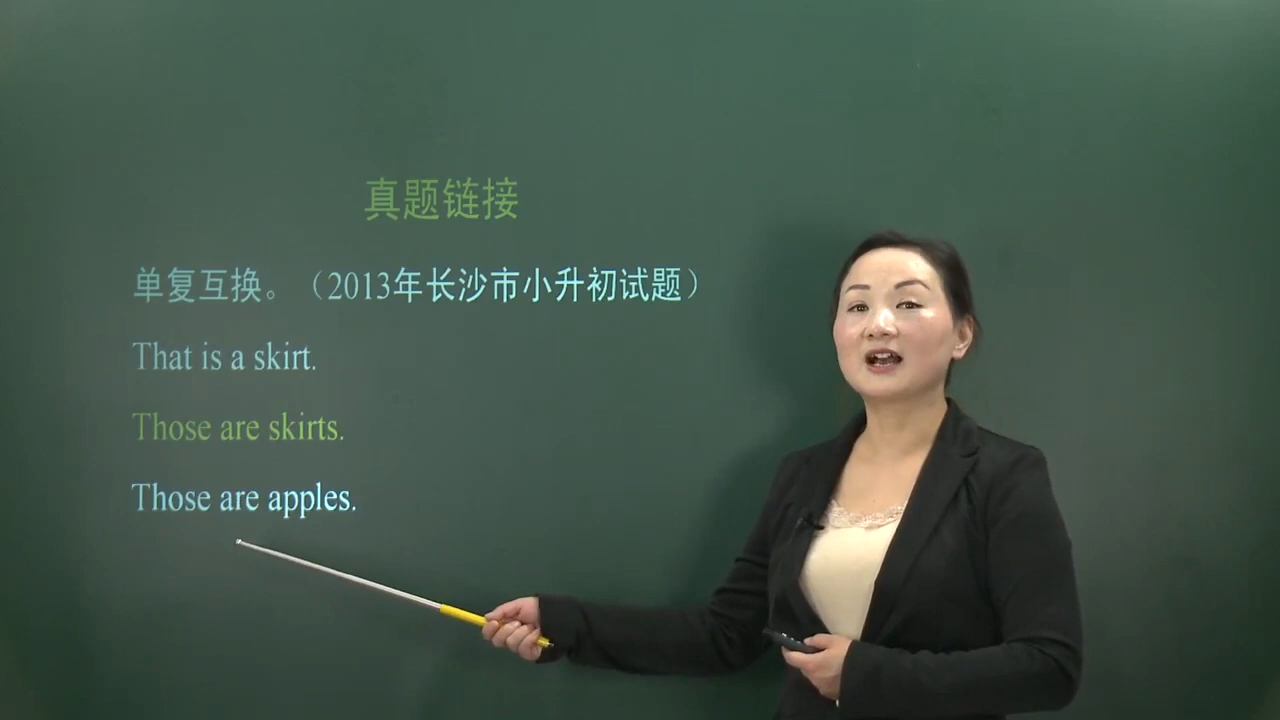 真题链接
单复互换。（2013年长沙市小升初试题）
That is a skirt.
Those are skirts.
Those are apples.